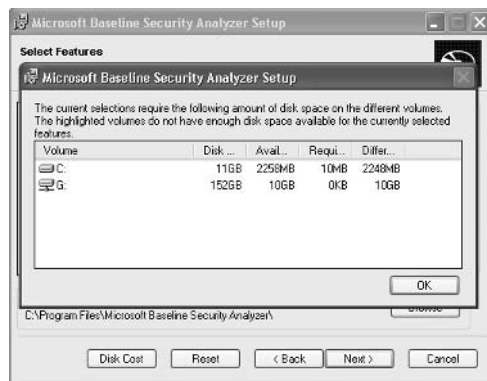 Microsoft Baseline Security Analyzer Setup
Select Features
Microsoft Baseline Security Analyzer Setup
The current selections require the following amount of disk space on the different volumes.
The highlighted volumes do not have enough disk space available for the currently selected
features.
Volume Disk ... Avail... Requi... Differ...
C: 11GB 2258MB 10MB 2248MB
G: 152GB 10GB 0KB 10GB
OK
C:\Program Files\Microsoft Baseline Security Analyzer\
Disk Cost Reset < Back Next > Cancel